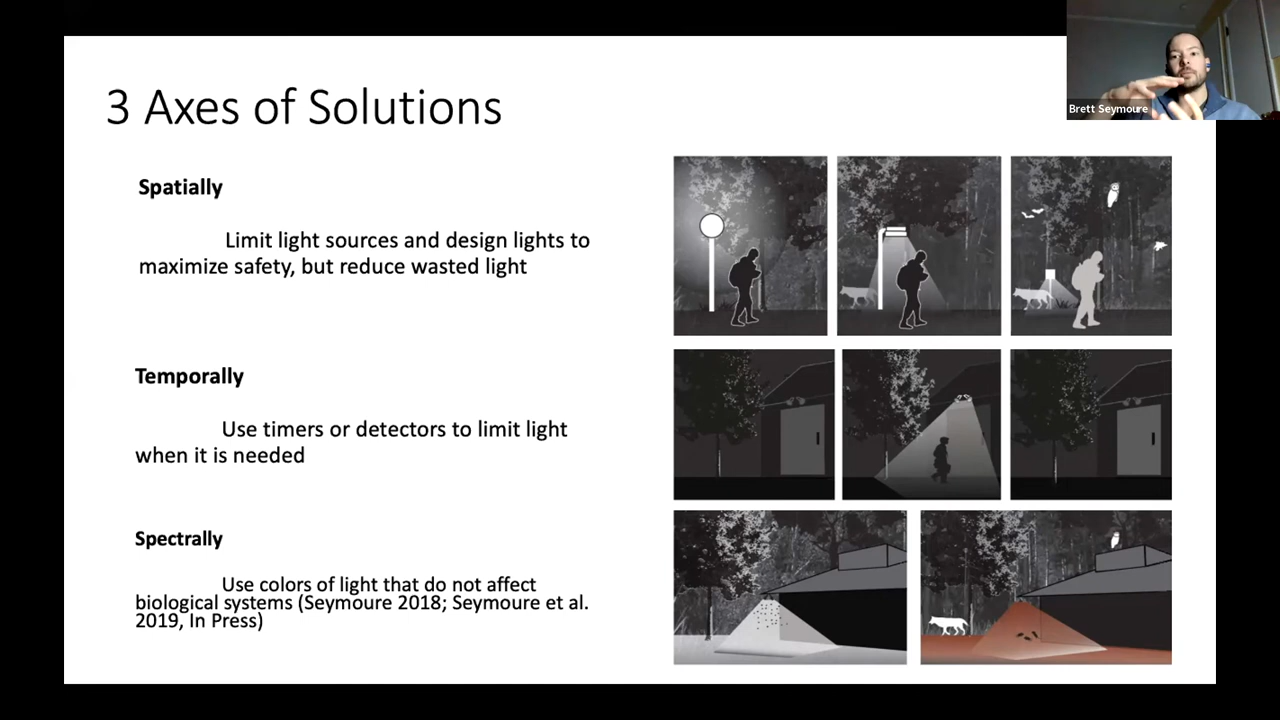 3 Axes of Solutions
Brett Seymoure
Spatially
Limit light sources and design lights to
maximize safety, but reduce wasted light
Temporally
Use timers or detectors to limit light
when it is needed
Spectrally
Use colors of light that do not affect
biological systems (Seymoure 2018; Seymoure et al.
2019, In Press)